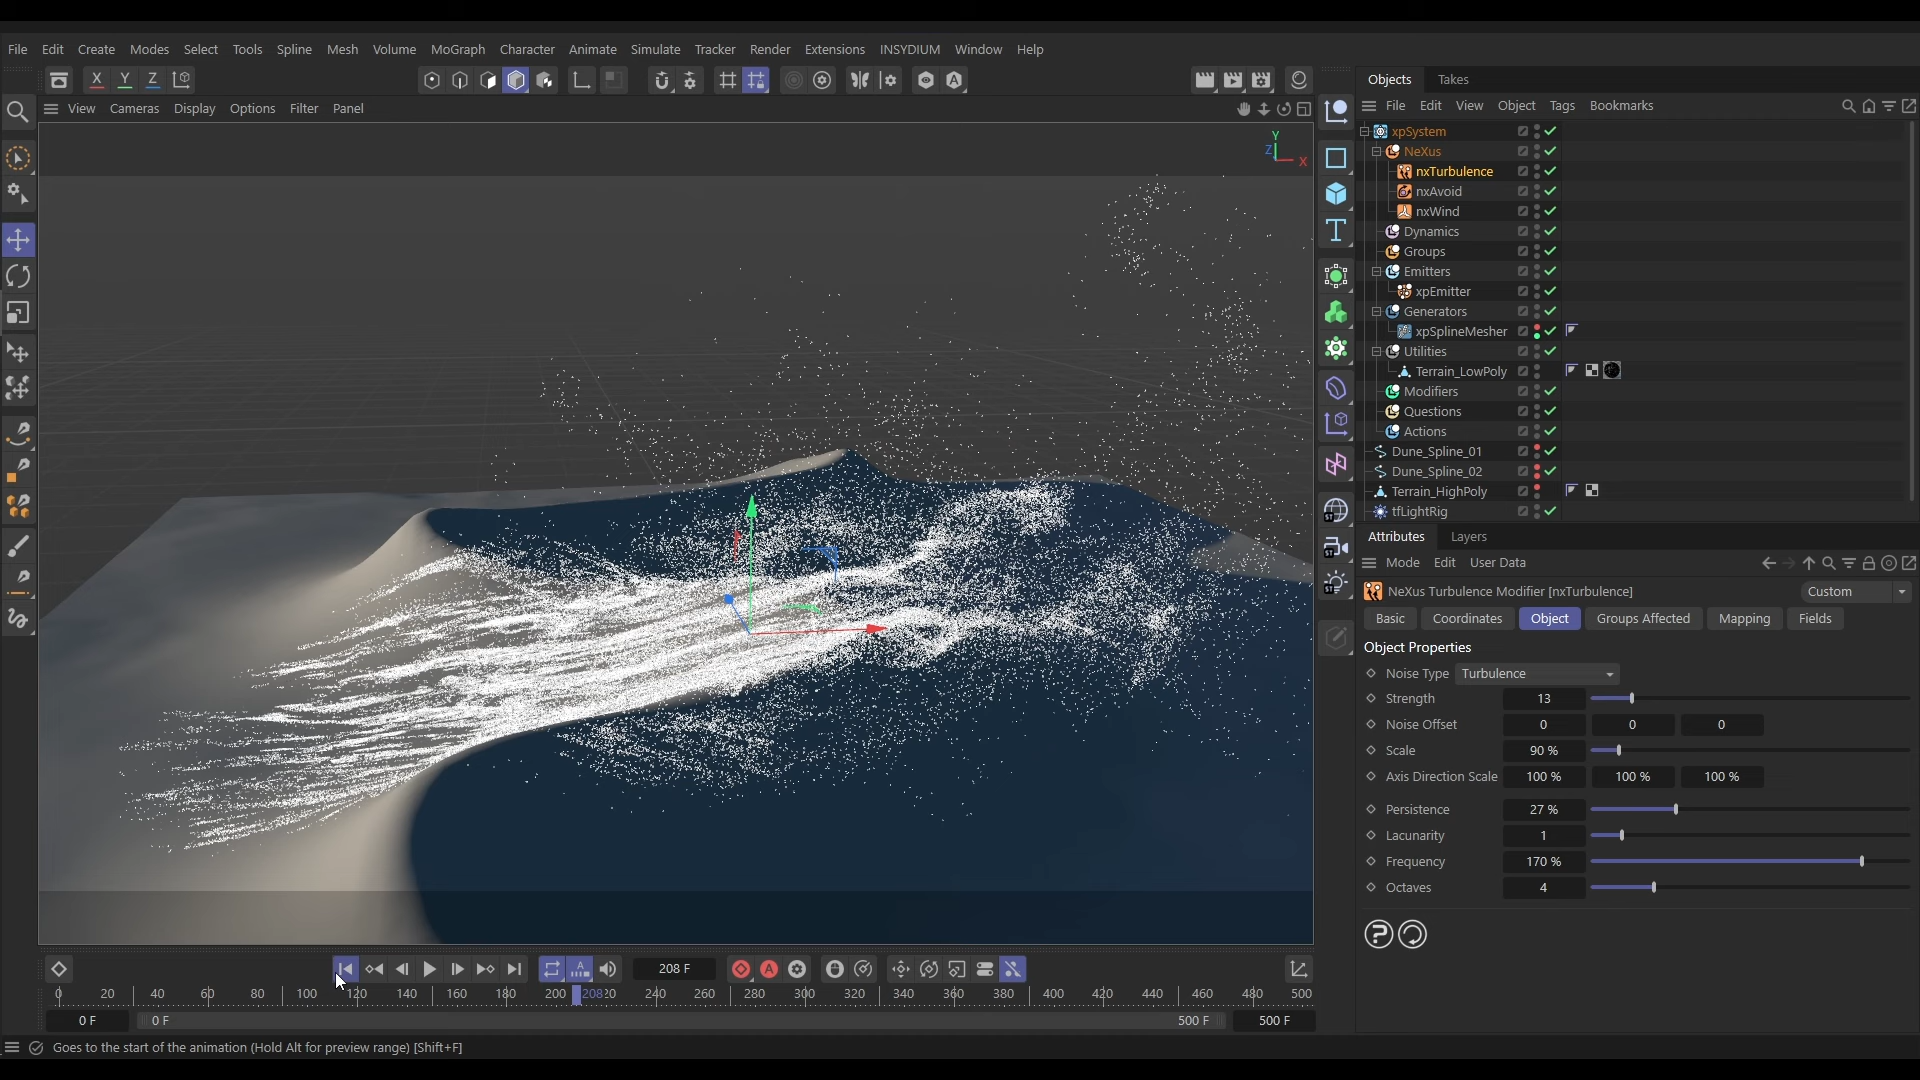 File Edit Create Modes Select Tools Spline Mesh Volume MoGraph Character Animate Simulate Tracker Render Extensions INSYDIUM Window Help
X Y Z
View Cameras Display Options Filter Panel
Y
Z X
Objects Takes
File Edit View Object Tags Bookmarks
xpSystem
NeXus
nxTurbulence
nxAvoid
nxWind
Dynamics
Groups
Emitters
xpEmitter
Generators
xpSplineMesher
Utilities
Terrain_LowPoly
Modifiers
Questions
Actions
Dune_Spline_01
Dune_Spline_02
Terrain_HighPoly
tfLightRig
Attributes Layers
Mode Edit User Data
NeXus Turbulence Modifier [nxTurbulence] Custom
Basic Coordinates Object Groups Affected Mapping Fields
Object Properties
Noise Type Turbulence
Strength 13
Noise Offset 0 0 0
Scale 90 %
Axis Direction Scale 100 % 100 % 100 %
Persistence 27 %
Lacunarity 1
Frequency 170 %
Octaves 4
208 F
0 20 40 60 80 100 120 140 160 180 200 208 240 260 280 300 320 340 360 380 400 420 440 460 480 500
0 F 0 F 500 F 500 F
Goes to the start of the animation (Hold Alt for preview range) [Shift+F]